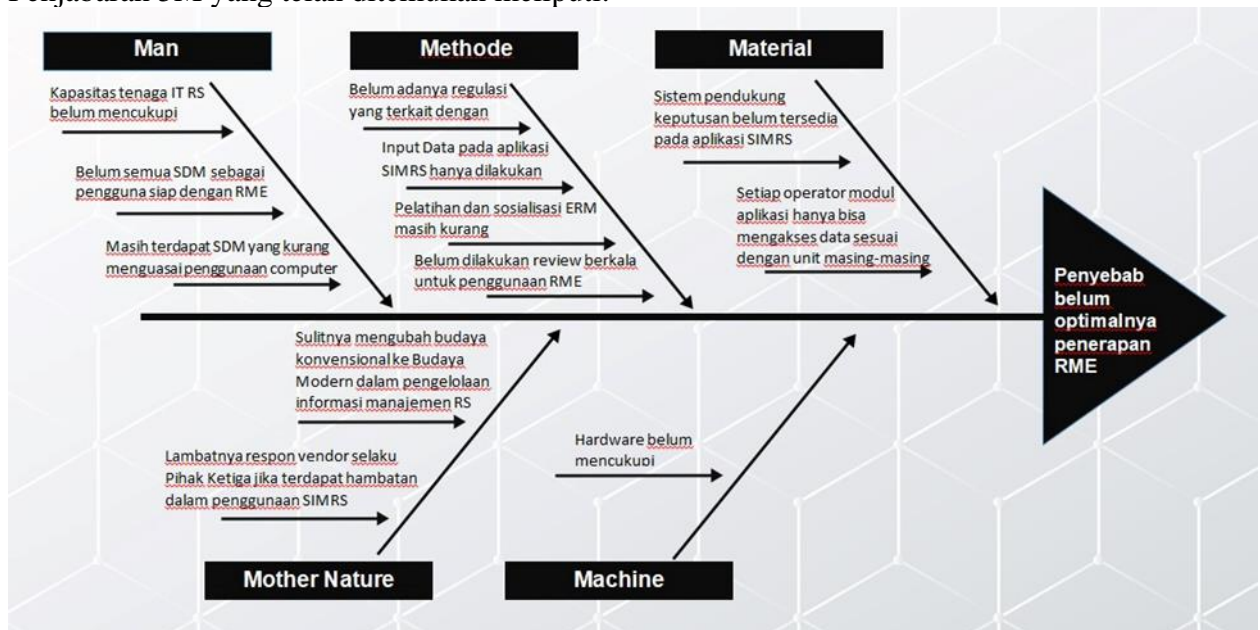 Penjabaran 5M yang telah ditemukan meliputi:
Man
Kapasitas tenaga IT RS
belum mencukupi
Belum semua SDM sebagai
pengguna siap dengan RME
Masih terdapat SDM yang kurang
menguasai penggunaan computer
Methode
Belum adanya regulasi
yang terkait dengan
Input Data pada aplikasi
SIMRS hanya dilakukan
Pelatihan dan sosialisasi ERM
masih kurang
Belum dilakukan review berkala
untuk penggunaan RME
Material
Sistem pendukung
keputusan belum tersedia
pada aplikasi SIMRS
Setiap operator modul
aplikasi hanya bisa
mengakses data sesuai
dengan unit masing-masing
Penyebab
belum
optimalnya
penerapan
RME
Sulitnya mengubah budaya
konvensional ke Budaya
Modern dalam pengelolaan
informasi manajemen RS
Lambatnya respon vendor selaku
Pihak Ketiga jika terdapat hambatan
dalam penggunaan SIMRS
Mother Nature
Hardware belum
mencukupi
Machine